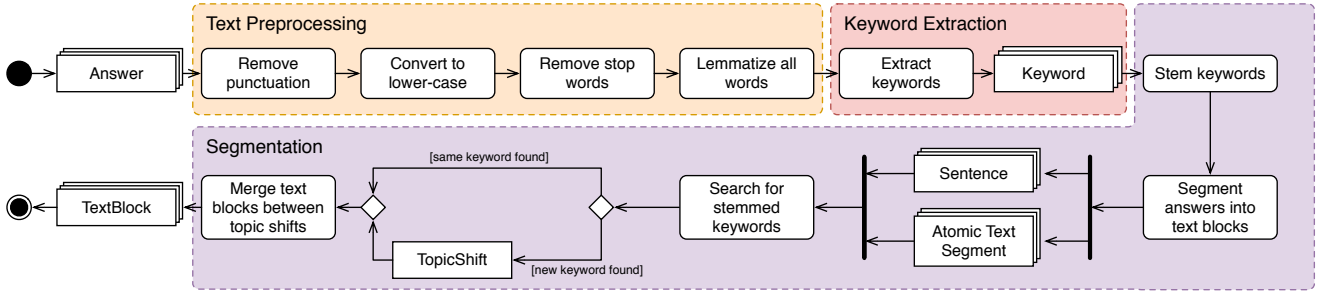 Text Preprocessing
Keyword Extraction
Answer
Remove
punctuation
Convert to
lower-case
Remove stop
words
Lemmatize all
words
Extract
keywords
Keyword
Stem keywords
Segmentation
[same keyword found]
TextBlock
Merge text
blocks between
topic shifts
TopicShift
[new keyword found]
Search for
stemmed
keywords
Sentence
Atomic Text
Segment
Segment
answers into
text blocks